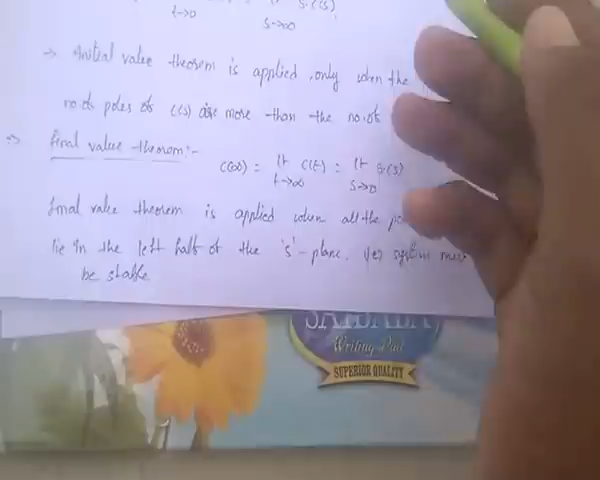 t→0 s→∞
→ Initial value theorem is applied, only when the
no. of poles of C(s) are more than the no. of
⇒ final value theorem:-
C(∞) = lt C(t) = lt s.C(s)
t→∞ s→0
final value theorem is applied when all the
lie in the left half of the 's'-plane. system must
be stable
SAIBABA
Writing Pad
SUPERIOR QUALITY